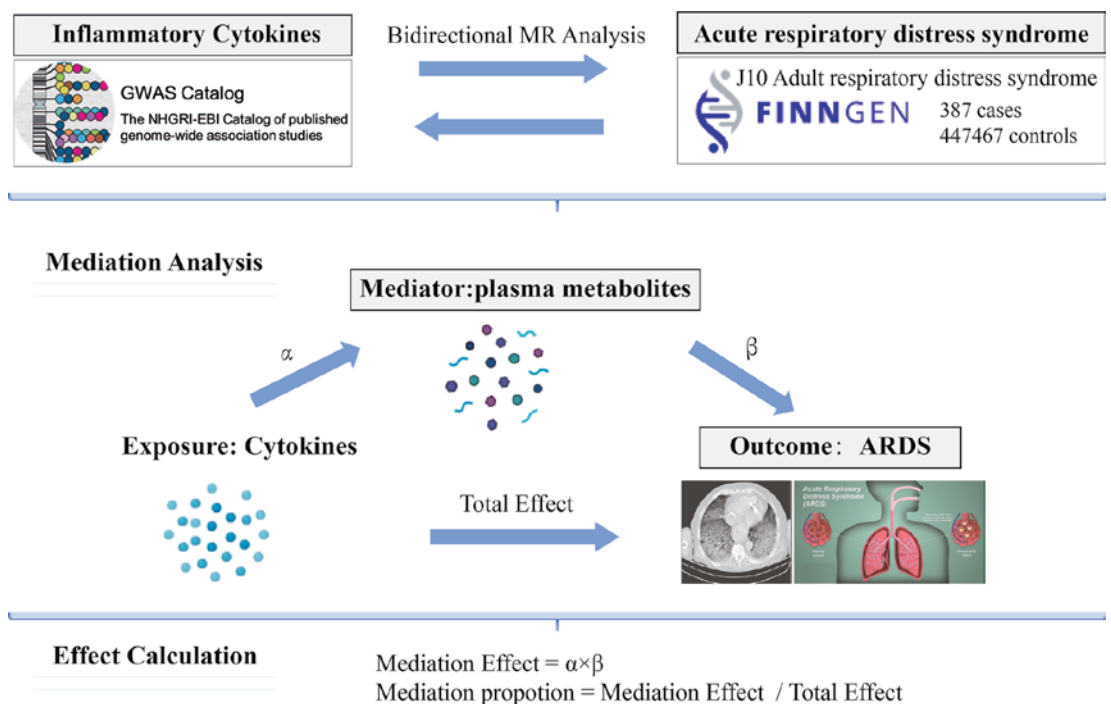 Inflammatory Cytokines
Bidirectional MR Analysis
Acute respiratory distress syndrome
GWAS Catalog
The NHGRI-EBI Catalog of published
genome-wide association studies
J10 Adult respiratory distress syndrome
FINNGEN
387 cases
447467 controls
Mediation Analysis
Mediator:plasma metabolites
α
β
Exposure: Cytokines
Outcome: ARDS
Total Effect
Acute Respiratory
Distress Syndrome
(ARDS)
Effect Calculation
Mediation Effect = α×β
Mediation propotion = Mediation Effect / Total Effect